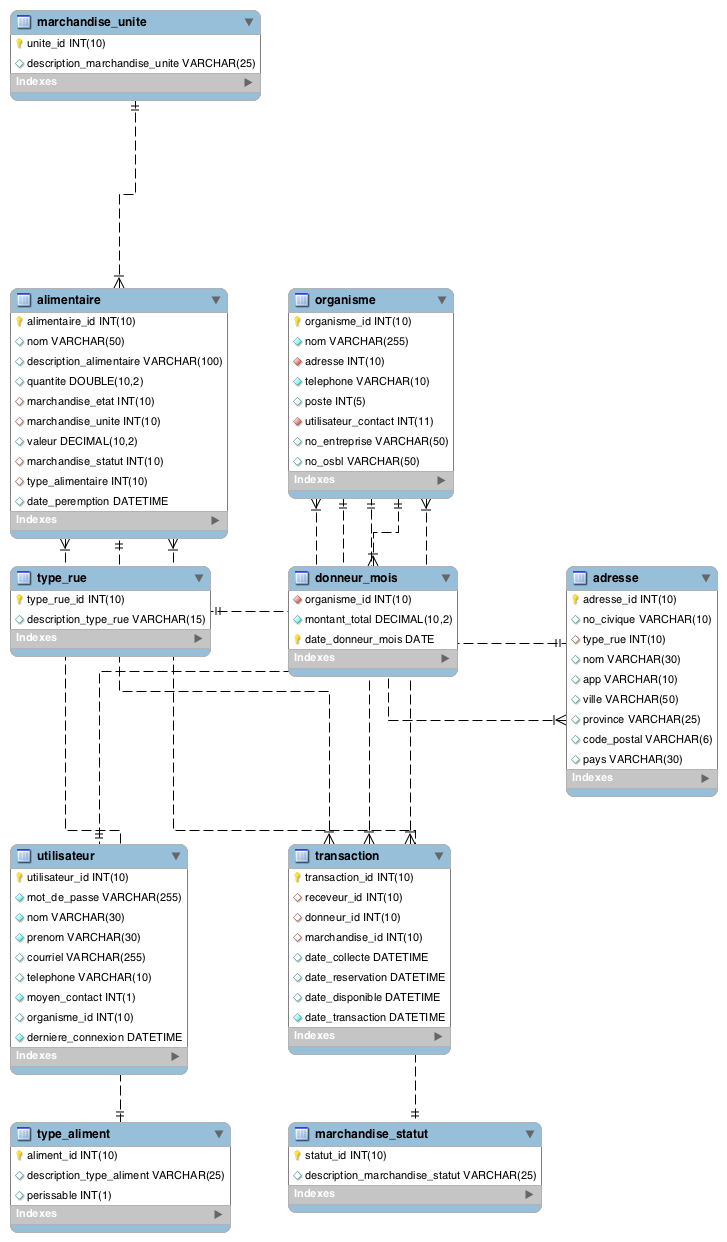 marchandise_unite
unite_id INT(10)
description_marchandise_unite VARCHAR(25)
Indexes
alimentaire
alimentaire_id INT(10)
nom VARCHAR(50)
description_alimentaire VARCHAR(100)
quantite DOUBLE(10,2)
marchandise_etat INT(10)
marchandise_unite INT(10)
valeur DECIMAL(10,2)
marchandise_statut INT(10)
type_alimentaire INT(10)
date_peremption DATETIME
Indexes
organisme
organisme_id INT(10)
nom VARCHAR(255)
adresse INT(10)
telephone VARCHAR(10)
poste INT(5)
utilisateur_contact INT(11)
no_entreprise VARCHAR(50)
no_osbl VARCHAR(50)
Indexes
type_rue
type_rue_id INT(10)
description_type_rue VARCHAR(15)
Indexes
donneur_mois
organisme_id INT(10)
montant_total DECIMAL(10,2)
date_donneur_mois DATE
Indexes
adresse
adresse_id INT(10)
no_civique VARCHAR(10)
type_rue INT(10)
nom VARCHAR(30)
app VARCHAR(10)
ville VARCHAR(50)
province VARCHAR(25)
code_postal VARCHAR(6)
pays VARCHAR(30)
Indexes
utilisateur
utilisateur_id INT(10)
mot_de_passe VARCHAR(255)
nom VARCHAR(30)
prenom VARCHAR(30)
courriel VARCHAR(255)
telephone VARCHAR(10)
moyen_contact INT(1)
organisme_id INT(10)
derniere_connexion DATETIME
Indexes
transaction
transaction_id INT(10)
receveur_id INT(10)
donneur_id INT(10)
marchandise_id INT(10)
date_collecte DATETIME
date_reservation DATETIME
date_disponible DATETIME
date_transaction DATETIME
Indexes
type_aliment
aliment_id INT(10)
description_type_aliment VARCHAR(25)
perissable INT(1)
Indexes
marchandise_statut
statut_id INT(10)
description_marchandise_statut VARCHAR(25)
Indexes